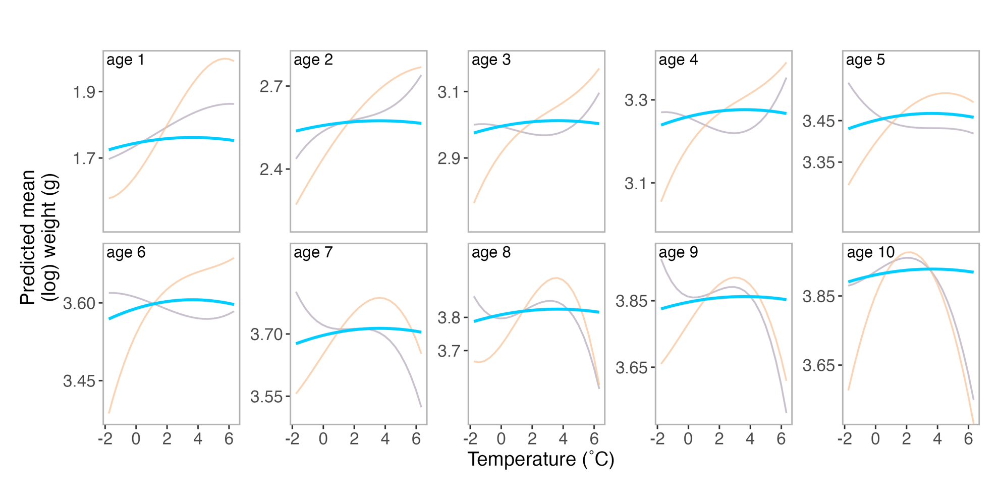 age 1
age 2
age 3
age 4
age 5
1.9
1.7
2.7
2.4
3.1
2.9
3.3
3.1
3.45
3.35
Predicted mean
(log) weight (g)
age 6
age 7
age 8
age 9
age 10
3.60
3.45
3.70
3.55
3.8
3.7
3.85
3.65
3.85
3.65
-2 0 2 4 6
-2 0 2 4 6
-2 0 2 4 6
-2 0 2 4 6
-2 0 2 4 6
Temperature (˚C)